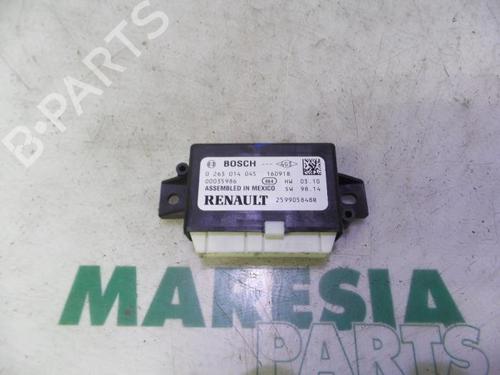 B-PARTS
BOSCH
0 263 014 045 160918
00035986 HW 03.10
ASSEMBLED IN MEXICO SW 98.14
RENAULT 259905848R
MARESIA
PARTS